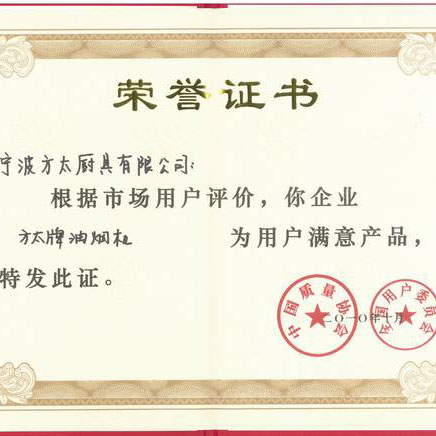 荣誉证书
宁波方太厨具有限公司:
根据市场用户评价，你企业
方太牌油烟机 为用户满意产品，
特发此证。
中国质量协会
全国用户委员会
二〇一〇年十月